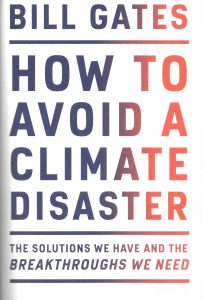 BILL GATES
HOW TO
AVOID A
CLIMATE
DISASTER
THE SOLUTIONS WE HAVE AND THE
BREAKTHROUGHS WE NEED